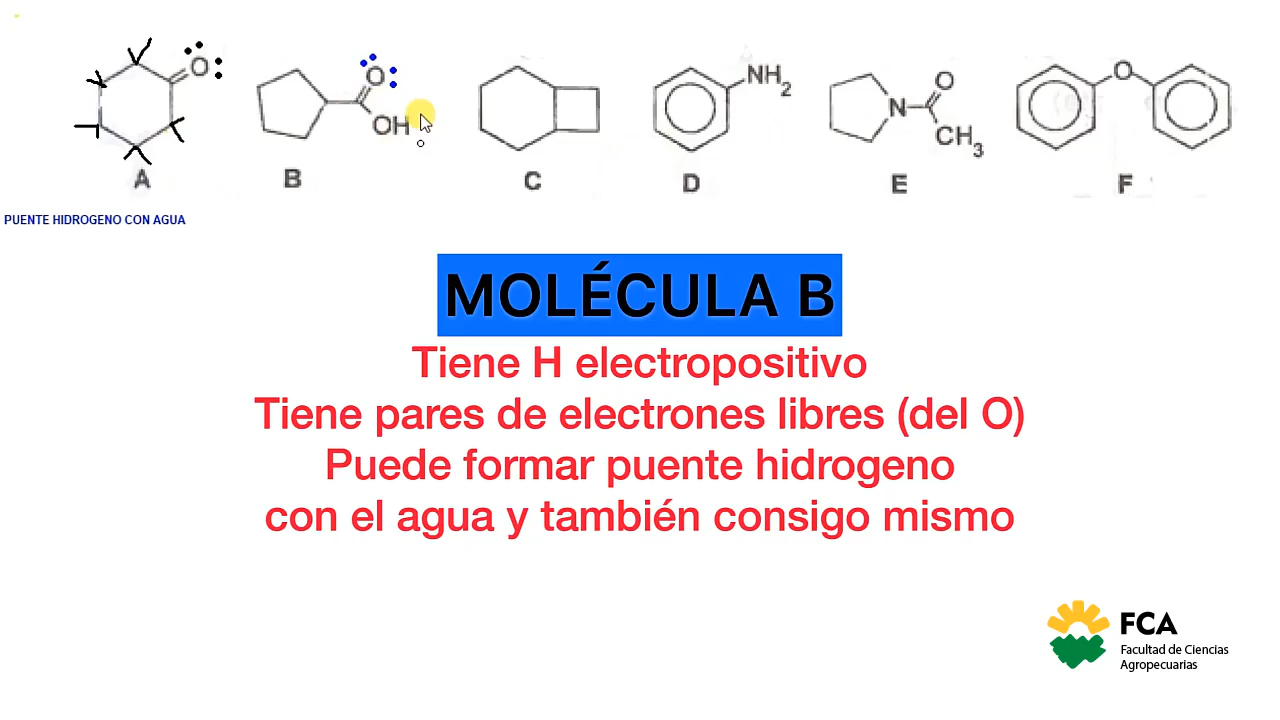 O
O
OH
NH2
N
O
CH3
O
A
B
C
D
E
F
PUENTE HIDROGENO CON AGUA
MOLÉCULA B
Tiene H electropositivo
Tiene pares de electrones libres (del O)
Puede formar puente hidrogeno
con el agua y también consigo mismo
FCA
Facultad de Ciencias
Agropecuarias